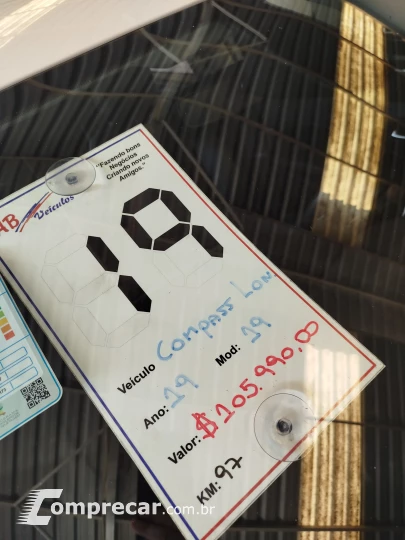 AB Veículos
"Fazendo bons
Negócios
Criando novos
Amigos."
19
Veículo Compass Lon
Ano: 19 Mod: 19
Valor: $105.990,00
KM: 97
Comprecar.com.br